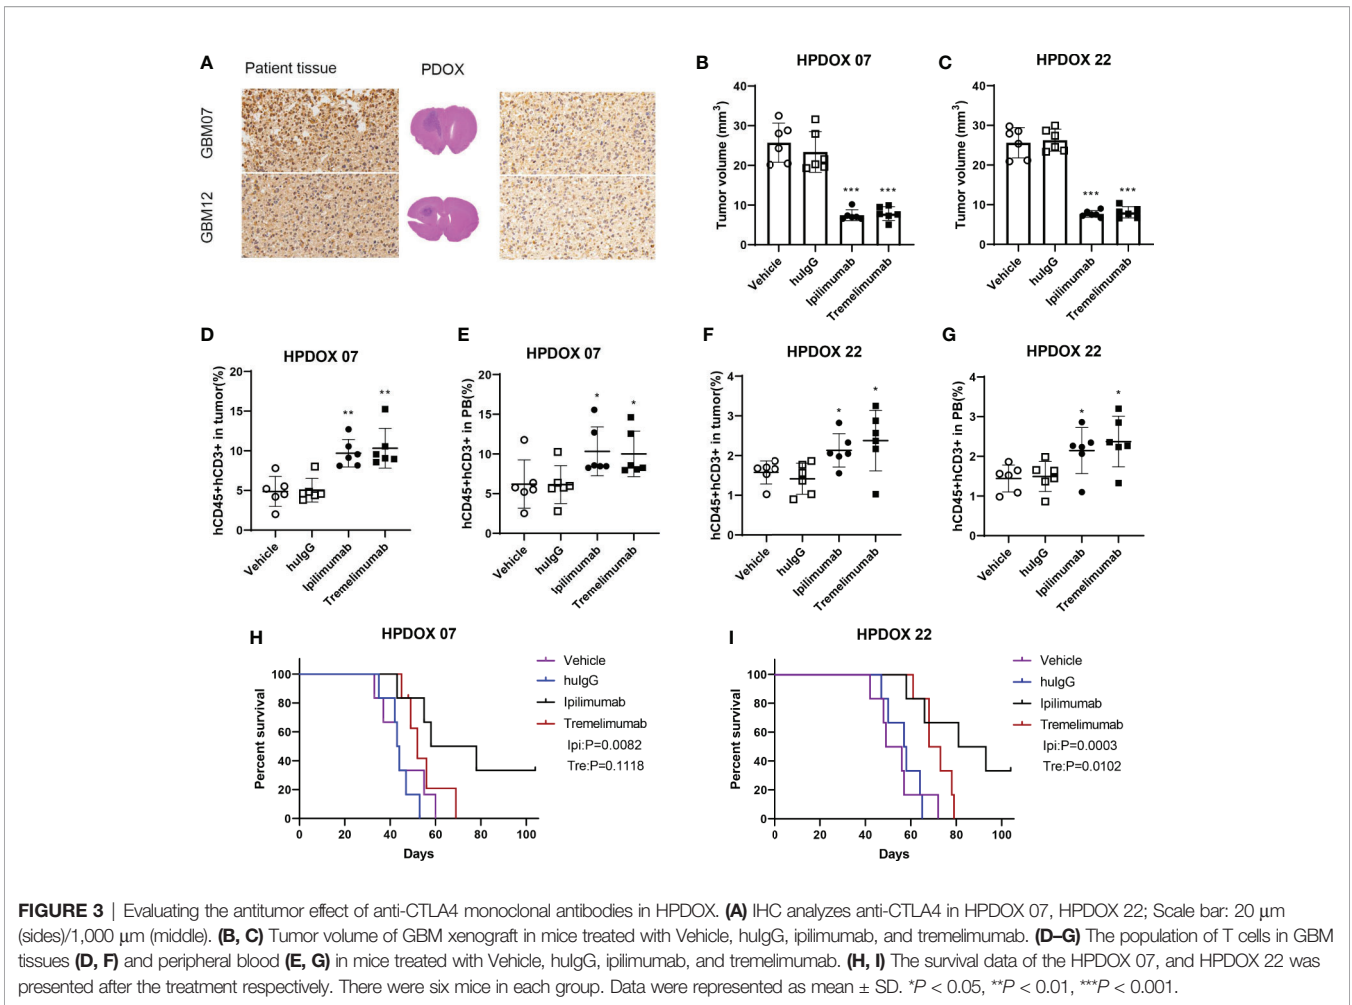 A
Patient tissue
PDOX
GBM07
GBM12
B
HPDOX 07
Tumor volume (mm³)
40
30
20
10
0
***
***
Vehicle
huIgG
Ipilimumab
Tremelimumab
C
HPDOX 22
Tumor volume (mm³)
40
30
20
10
0
***
***
Vehicle
huIgG
Ipilimumab
Tremelimumab
D
HPDOX 07
hCD45+hCD3+ in tumor(%)
20
15
10
5
0
**
**
Vehicle
huIgG
Ipilimumab
Tremelimumab
E
HPDOX 07
hCD45+hCD3+ in PB(%)
20
15
10
5
0
*
*
Vehicle
huIgG
Ipilimumab
Tremelimumab
F
HPDOX 22
hCD45+hCD3+ in tumor(%)
4
3
2
1
0
*
*
Vehicle
huIgG
Ipilimumab
Tremelimumab
G
HPDOX 22
hCD45+hCD3+ in PB(%)
4
3
2
1
0
*
*
Vehicle
huIgG
Ipilimumab
Tremelimumab
H
HPDOX 07
Percent survival
100
80
60
40
20
0
0 20 40 60 80 100
Days
Vehicle
huIgG
Ipilimumab
Tremelimumab
Ipi:P=0.0082
Tre:P=0.1118
I
HPDOX 22
Percent survival
100
80
60
40
20
0
0 20 40 60 80 100
Days
Vehicle
huIgG
Ipilimumab
Tremelimumab
Ipi:P=0.0003
Tre:P=0.0102
FIGURE 3 | Evaluating the antitumor effect of anti-CTLA4 monoclonal antibodies in HPDOX. (A) IHC analyzes anti-CTLA4 in HPDOX 07, HPDOX 22; Scale bar: 20 μm
(sides)/1,000 μm (middle). (B, C) Tumor volume of GBM xenograft in mice treated with Vehicle, huIgG, ipilimumab, and tremelimumab. (D–G) The population of T cells in GBM
tissues (D, F) and peripheral blood (E, G) in mice treated with Vehicle, huIgG, ipilimumab, and tremelimumab. (H, I) The survival data of the HPDOX 07, and HPDOX 22 was
presented after the treatment respectively. There were six mice in each group. Data were represented as mean ± SD. *P < 0.05, **P < 0.01, ***P < 0.001.